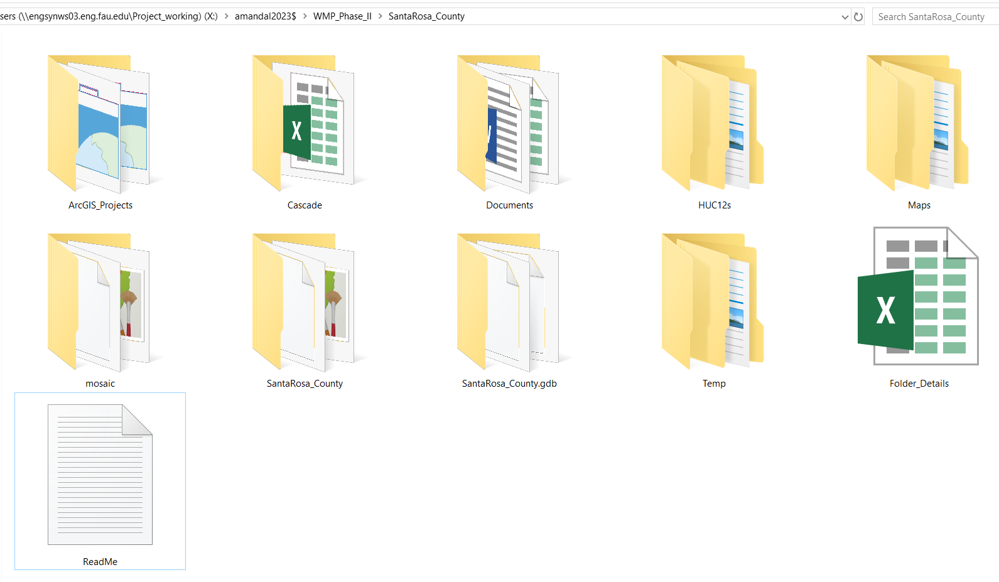 sers (\\engsynws03.eng.fau.edu\Project_working) (X:) > amandal2023$ > WMP_Phase_II > SantaRosa_County
Search SantaRosa_County
ArcGIS_Projects
Cascade
Documents
HUC12s
Maps
mosaic
SantaRosa_County
SantaRosa_County.gdb
Temp
Folder_Details
ReadMe